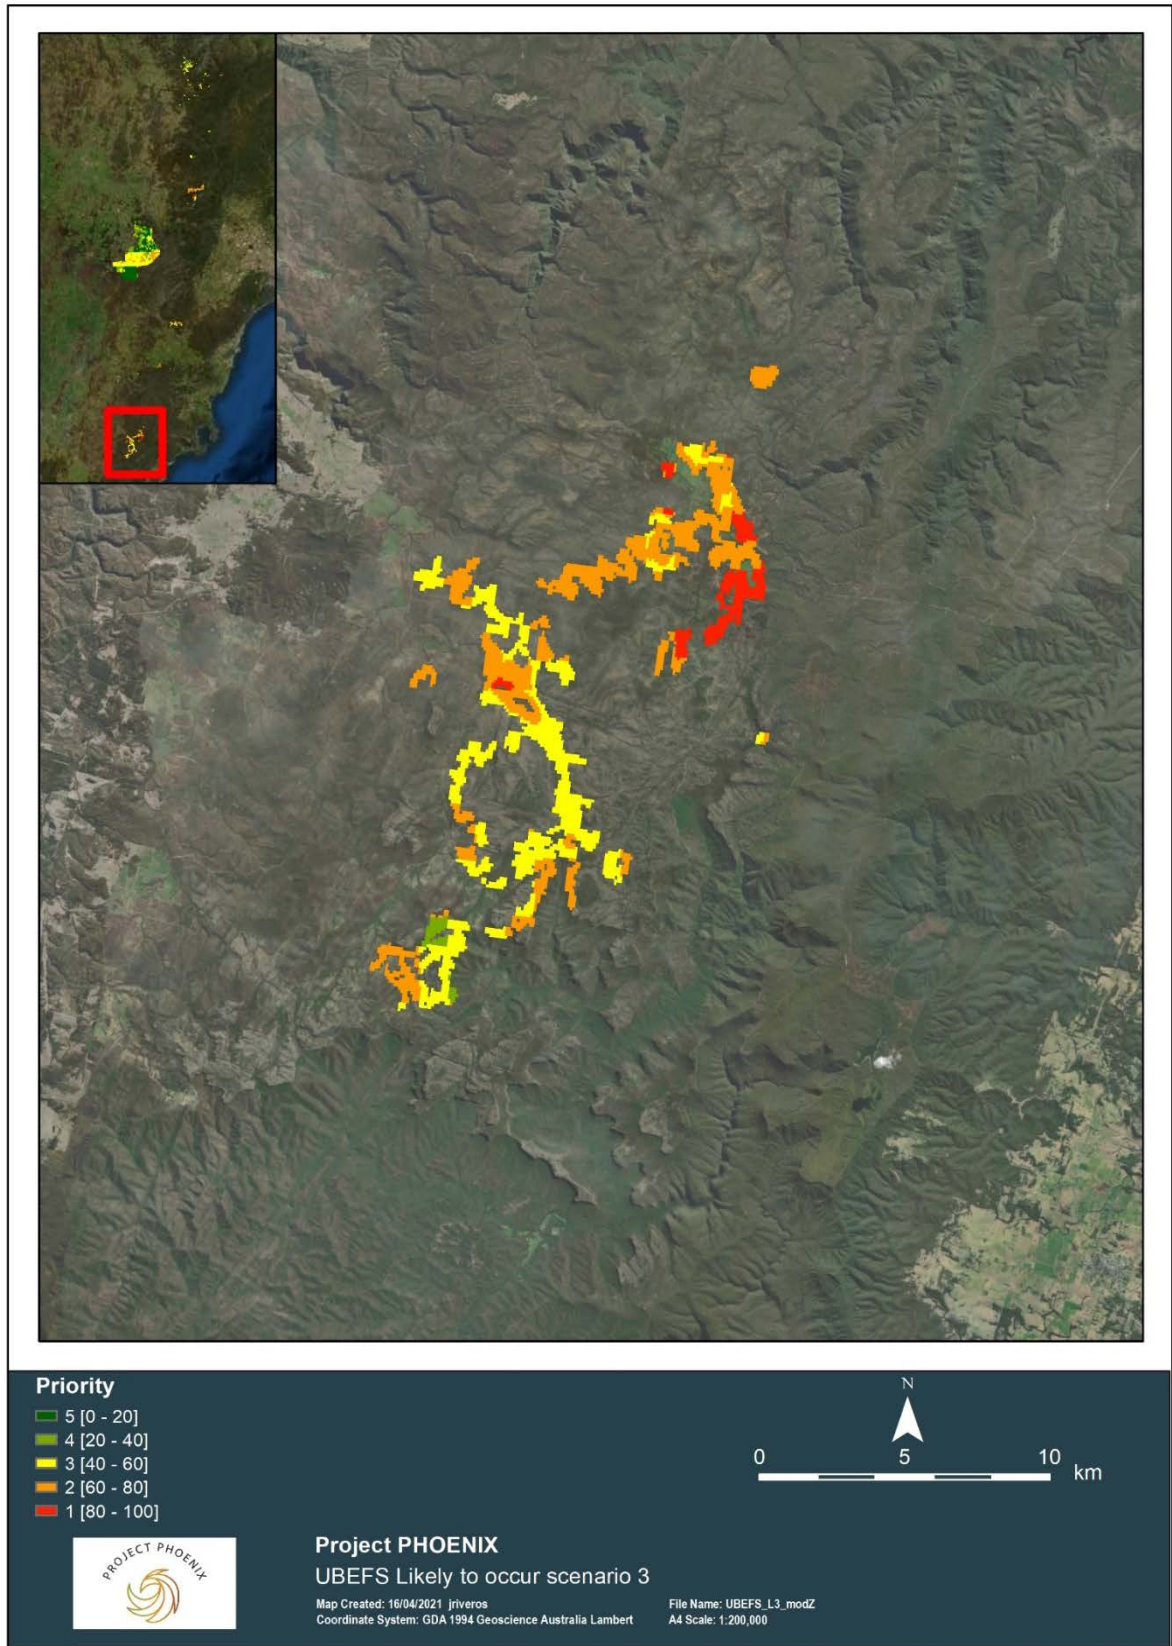 Priority
5 [0 - 20]
4 [20 - 40]
3 [40 - 60]
2 [60 - 80]
1 [80 - 100]
N
0 5 10 km
PROJECT PHOENIX
Project PHOENIX
UBEFS Likely to occur scenario 3
Map Created: 16/04/2021 jriveros File Name: UBEFS_L3_modZ
Coordinate System: GDA 1994 Geoscience Australia Lambert A4 Scale: 1:200,000